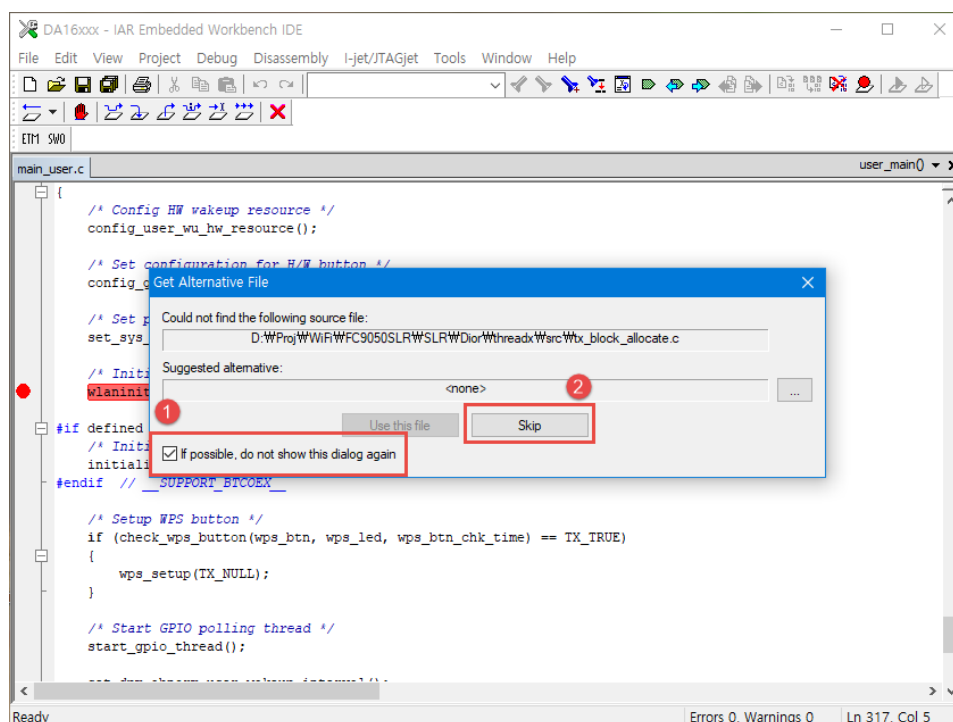 DA16xxx - IAR Embedded Workbench IDE
File Edit View Project Debug Disassembly I-jet/JTAGjet Tools Window Help
ETM SWO
main_user.c
user_main()
{
/* Config HW wakeup resource */
config_user_wu_hw_resource();
/* Set configuration for H/W button */
config_g
/* Set p
set_sys_
/* Initi
wlaninit
#if defined
/* Initi
initiali
#endif // __SUPPORT_BTCOEX__
Get Alternative File
Could not find the following source file:
D:₩Proj₩WiFi₩FC9050SLR₩SLR₩Dior₩threadx₩src₩tx_block_allocate.c
Suggested alternative:
<none>
...
1
2
Use this file
Skip
If possible, do not show this dialog again
/* Setup WPS button */
if (check_wps_button(wps_btn, wps_led, wps_btn_chk_time) == TX_TRUE)
{
wps_setup(TX_NULL);
}
/* Start GPIO polling thread */
start_gpio_thread();
Ready
Errors 0, Warnings 0
Ln 317, Col 5